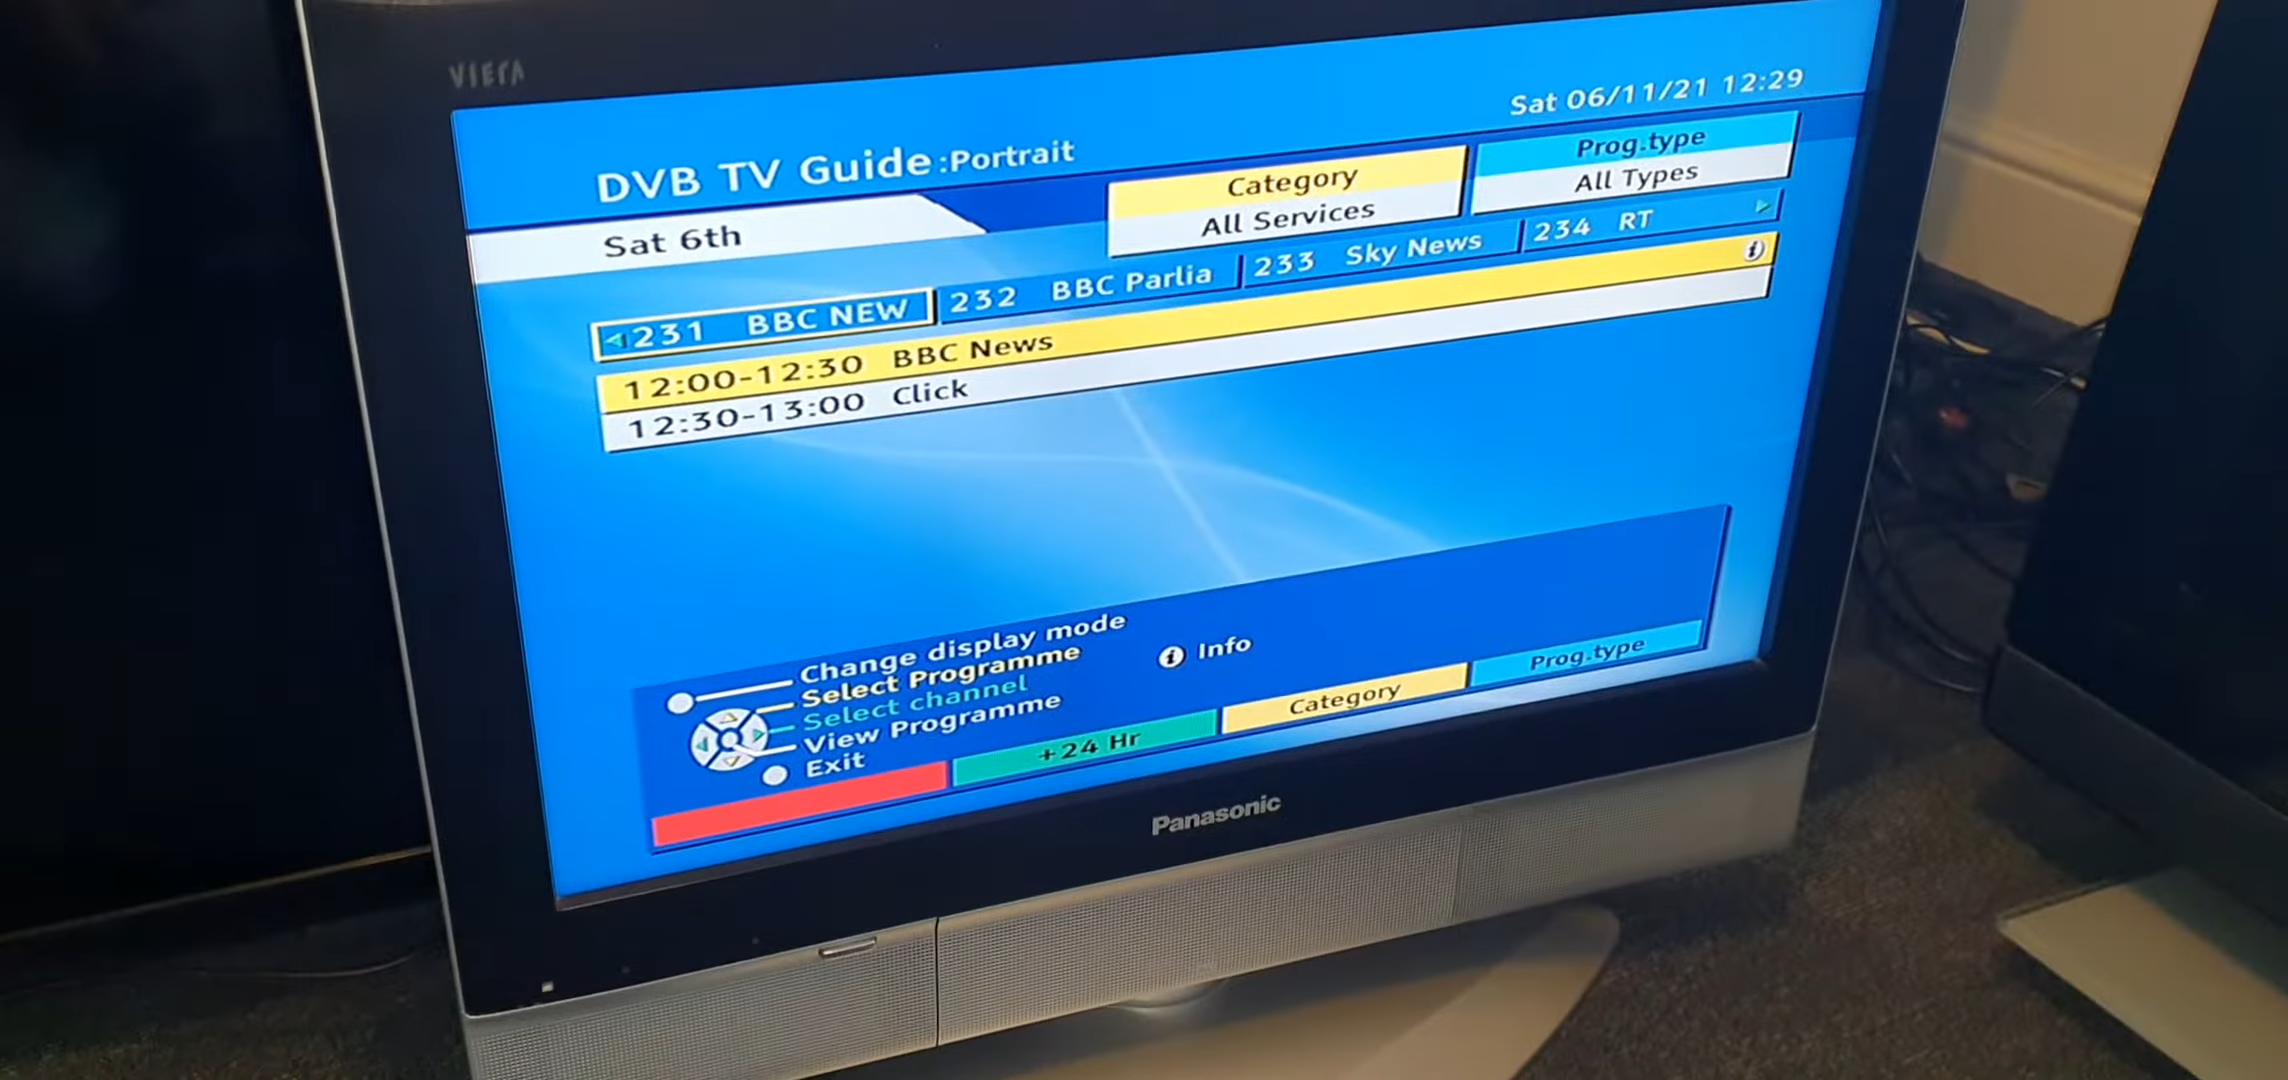 VIERA
Sat 06/11/21 12:29
DVB TV Guide:Portrait
Category
All Services
Prog.type
All Types
Sat 6th
231 BBC NEW 232 BBC Parlia 233 Sky News 234 RT
i
12:00-12:30 BBC News
12:30-13:00 Click
Change display mode
Select Programme
Select channel
View Programme
Exit
i Info
+24 Hr
Category
Prog.type
Panasonic